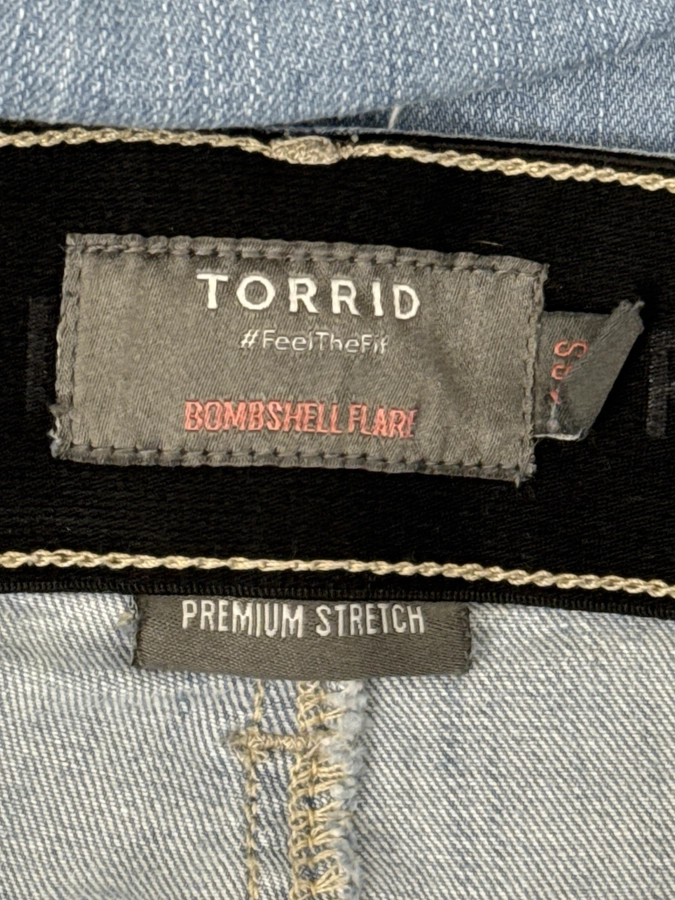 TORRID
#FeelTheFit
BOMBSHELL FLARE
PREMIUM STRETCH